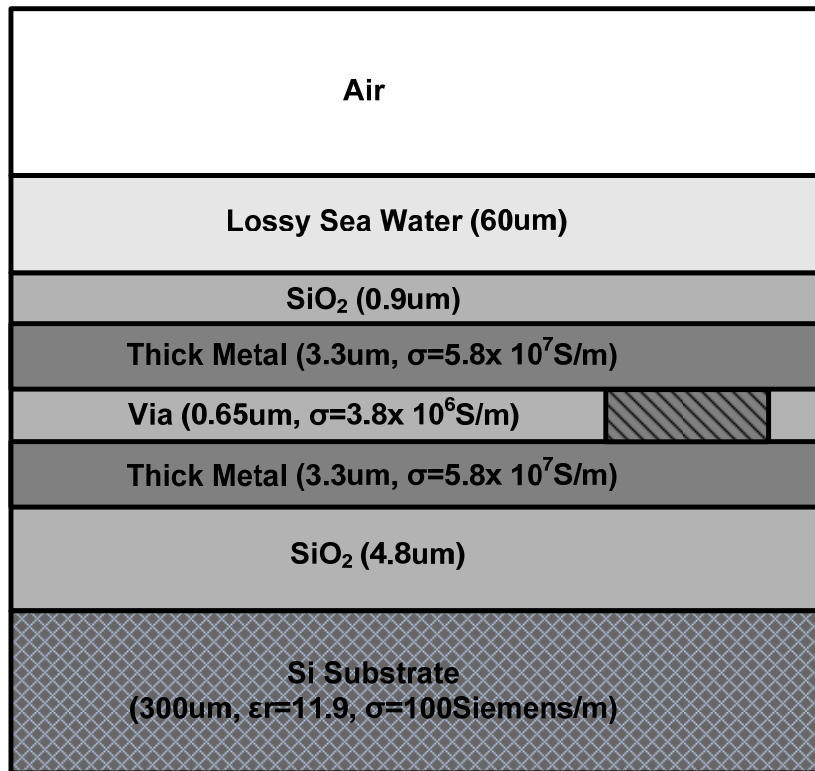 Air
Lossy Sea Water (60um)
SiO₂ (0.9um)
Thick Metal (3.3um, σ=5.8x 10⁷S/m)
Via (0.65um, σ=3.8x 10⁶S/m)
Thick Metal (3.3um, σ=5.8x 10⁷S/m)
SiO₂ (4.8um)
Si Substrate
(300um, εr=11.9, σ=100Siemens/m)